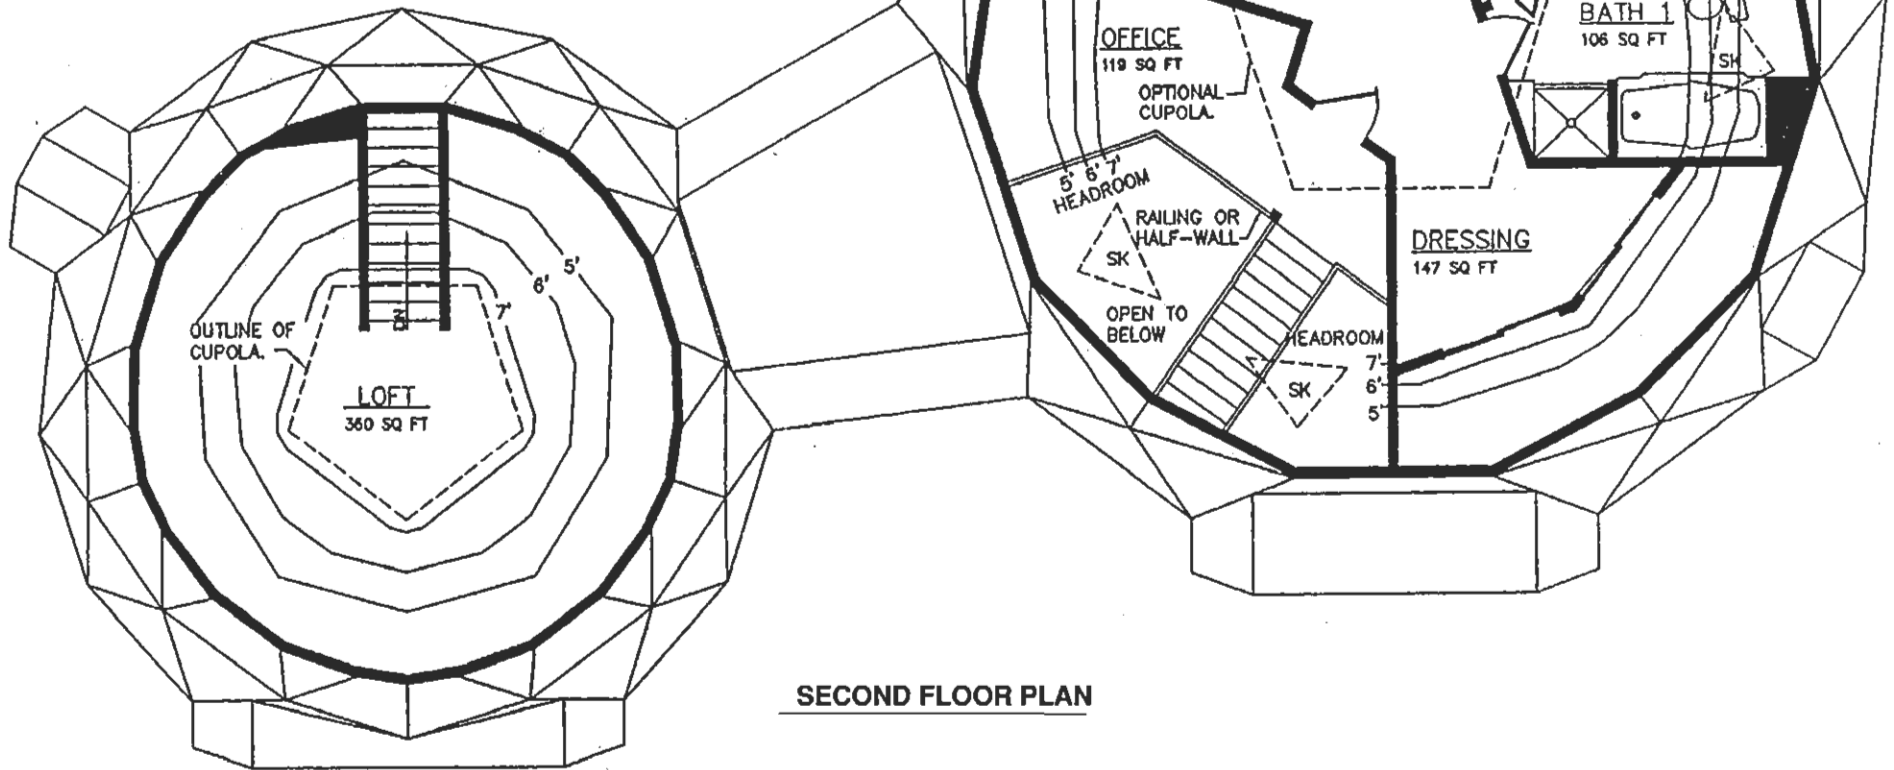 OFFICE
119 SQ FT
OPTIONAL
CUPOLA.
BATH 1
106 SQ FT
SK
5' 6' 7'
HEADROOM
RAILING OR
HALF-WALL
SK
OPEN TO
BELOW
DRESSING
147 SQ FT
HEADROOM
7'
6'
5'
SK
5'
6'
7'
DN
OUTLINE OF
CUPOLA.
LOFT
360 SQ FT
SECOND FLOOR PLAN